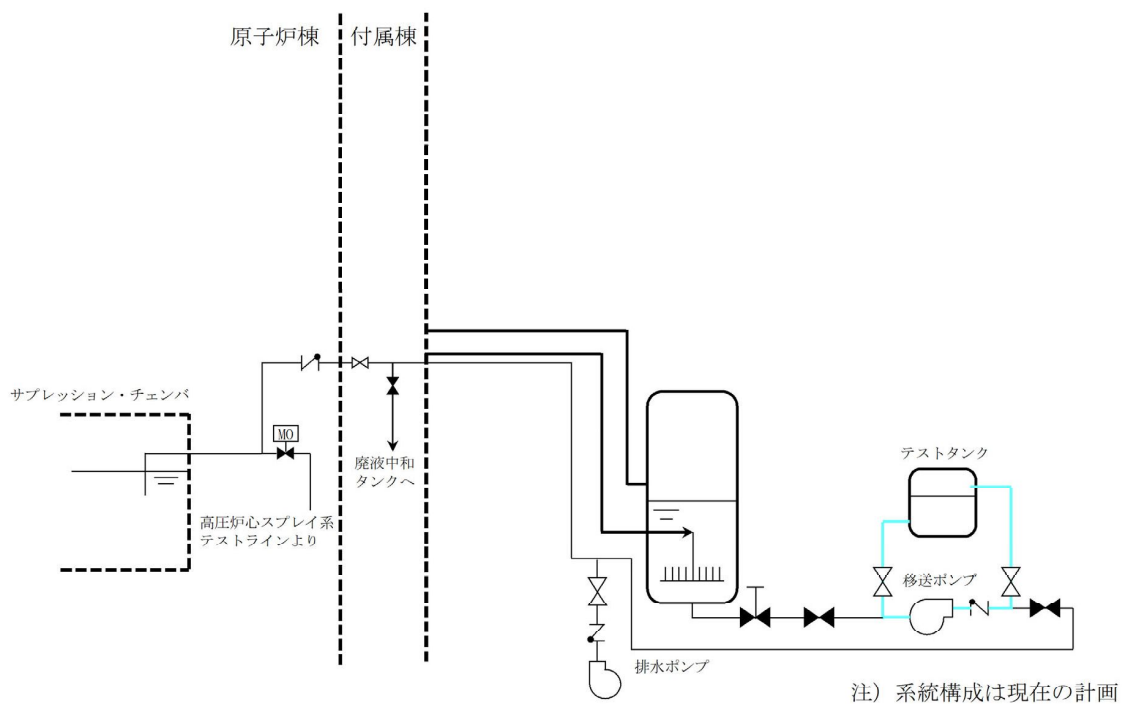 原子炉棟
付属棟
サプレッション・チェンバ
MO
高圧炉心スプレイ系
テストラインより
廃液中和
タンクへ
テストタンク
移送ポンプ
排水ポンプ
注）系統構成は現在の計画